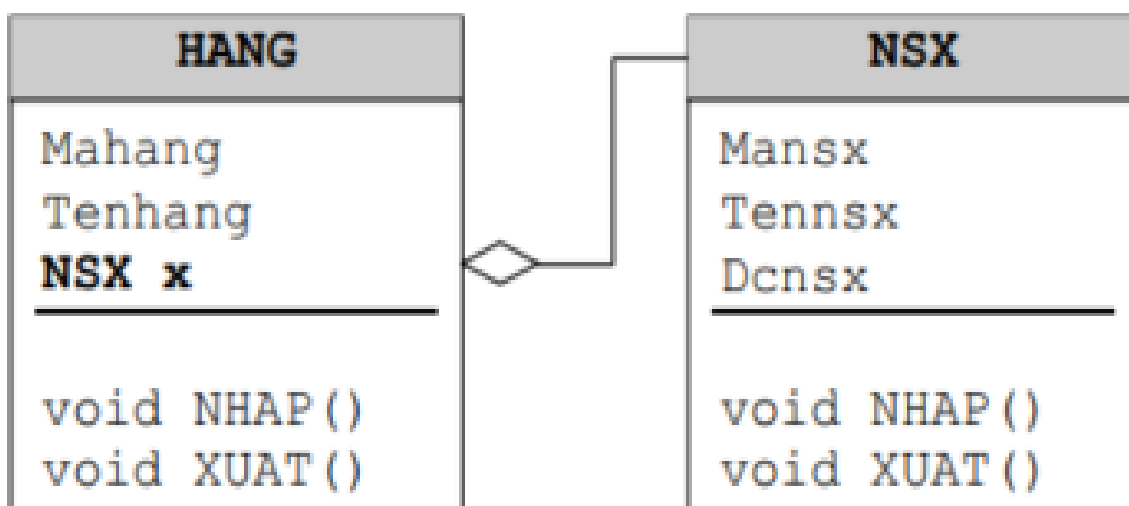 HANG
Mahang
Tenhang
NSX x
void NHAP()
void XUAT()
NSX
Mansx
Tennsx
Dcnsx
void NHAP()
void XUAT()